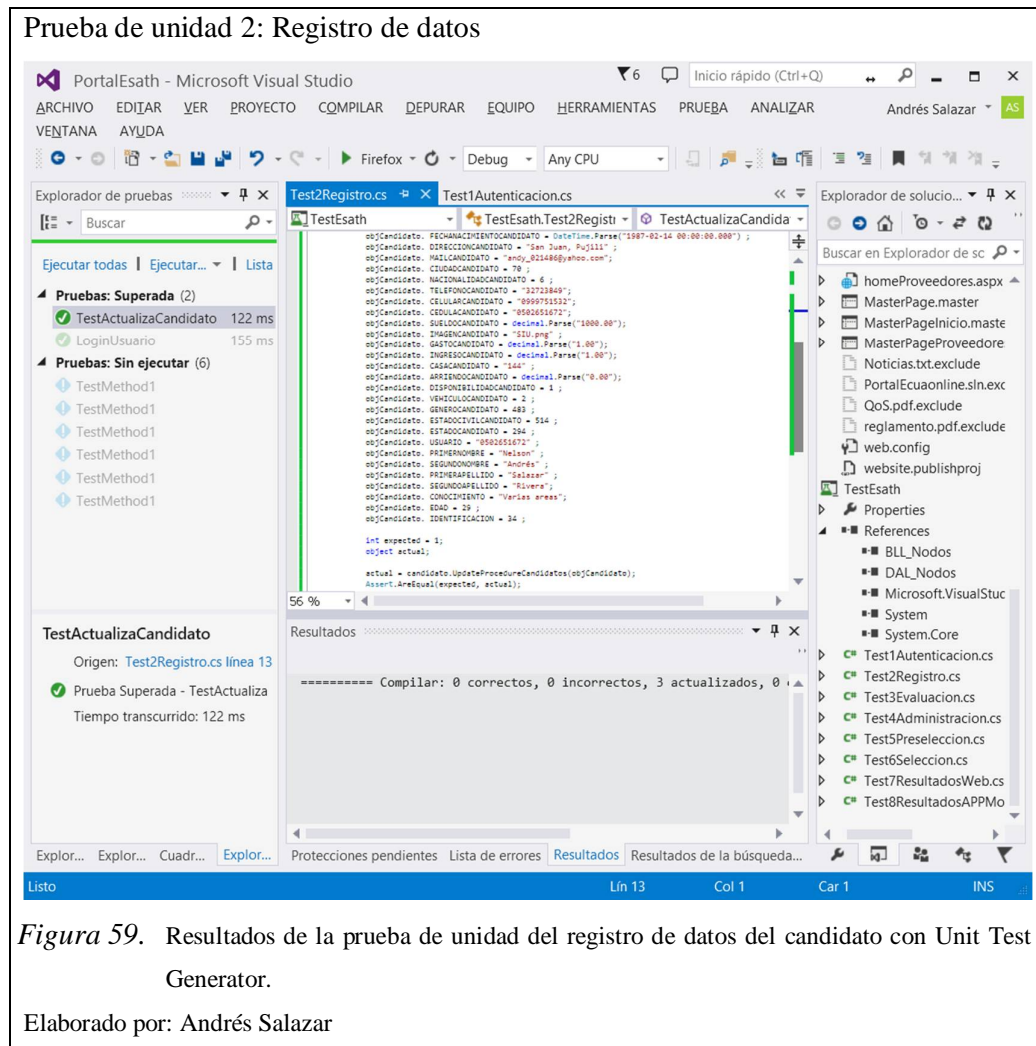 Prueba de unidad 2: Registro de datos
PortalEsath - Microsoft Visual Studio
6
Inicio rápido (Ctrl+Q)
ARCHIVO EDITAR VER PROYECTO COMPILAR DEPURAR EQUIPO HERRAMIENTAS PRUEBA ANALIZAR
Andrés Salazar AS
VENTANA AYUDA
Firefox Debug Any CPU
Explorador de pruebas
Buscar
Ejecutar todas | Ejecutar... | Lista
Pruebas: Superada (2)
TestActualizaCandidato 122 ms
LoginUsuario 155 ms
Pruebas: Sin ejecutar (6)
TestMethod1
TestMethod1
TestMethod1
TestMethod1
TestMethod1
TestMethod1
TestActualizaCandidato
Origen: Test2Registro.cs línea 13
Prueba Superada - TestActualiza
Tiempo transcurrido: 122 ms
Explor... Explor... Cuadr... Explor...
Test2Registro.cs Test1Autenticacion.cs
TestEsath TestEsath.Test2Registr TestActualizaCandida
objCandidato. FECHANACIMIENTOCANDIDATO = DateTime.Parse("1987-02-14 00:00:00.000") ;
objCandidato. DIRECCIONCANDIDATO = "San Juan, Pujili" ;
objCandidato. MAILCANDIDATO = "andy_021486@yahoo.com";
objCandidato. CIUDADCANDIDATO = 70 ;
objCandidato. NACIONALIDADCANDIDATO = 6 ;
objCandidato. TELEFONOCANDIDATO = "32723849";
objCandidato. CELULARCANDIDATO = "0999751532";
objCandidato. CEDULACANDIDATO = "0502651672";
objCandidato. SUELDOCANDIDATO = decimal.Parse("1000.00");
objCandidato. IMAGENCANDIDATO = "SIU.png" ;
objCandidato. GASTOCANDIDATO = decimal.Parse("1.00");
objCandidato. INGRESOCANDIDATO = decimal.Parse("1.00");
objCandidato. CASACANDIDATO = "144" ;
objCandidato. ARRIENDOCANDIDATO = decimal.Parse("0.00");
objCandidato. DISPONIBILIDADCANDIDATO = 1 ;
objCandidato. VEHICULOCANDIDATO = 2 ;
objCandidato. GENEROCANDIDATO = 483 ;
objCandidato. ESTADOCIVILCANDIDATO = 514 ;
objCandidato. ESTADOCANDIDATO = 294 ;
objCandidato. USUARIO = "0502651672" ;
objCandidato. PRIMERNOMBRE = "Nelson" ;
objCandidato. SEGUNDONOMBRE = "Andrés" ;
objCandidato. PRIMERAPELLIDO = "Salazar" ;
objCandidato. SEGUNDOAPELLIDO = "Rivera";
objCandidato. CONOCIMIENTO = "Varias areas";
objCandidato. EDAD = 29 ;
objCandidato. IDENTIFICACION = 34 ;
int expected = 1;
object actual;
actual = candidato.UpdateProcedureCandidatos(objCandidato);
Assert.AreEqual(expected, actual);
56 %
Resultados
========== Compilar: 0 correctos, 0 incorrectos, 3 actualizados, 0
Protecciones pendientes Lista de errores Resultados Resultados de la búsqueda...
Explorador de solucio...
Buscar en Explorador de sc
homeProveedores.aspx
MasterPage.master
MasterPageInicio.maste
MasterPageProveedore
Noticias.txt.exclude
PortalEcuaonline.sln.exc
QoS.pdf.exclude
reglamento.pdf.exclude
web.config
website.publishproj
TestEsath
Properties
References
BLL_Nodos
DAL_Nodos
Microsoft.VisualStuc
System
System.Core
C# Test1Autenticacion.cs
C# Test2Registro.cs
C# Test3Evaluacion.cs
C# Test4Administracion.cs
C# Test5Preseleccion.cs
C# Test6Seleccion.cs
C# Test7ResultadosWeb.cs
C# Test8ResultadosAPPMo
Listo Lín 13 Col 1 Car 1 INS
Figura 59. Resultados de la prueba de unidad del registro de datos del candidato con Unit Test
Generator.
Elaborado por: Andrés Salazar